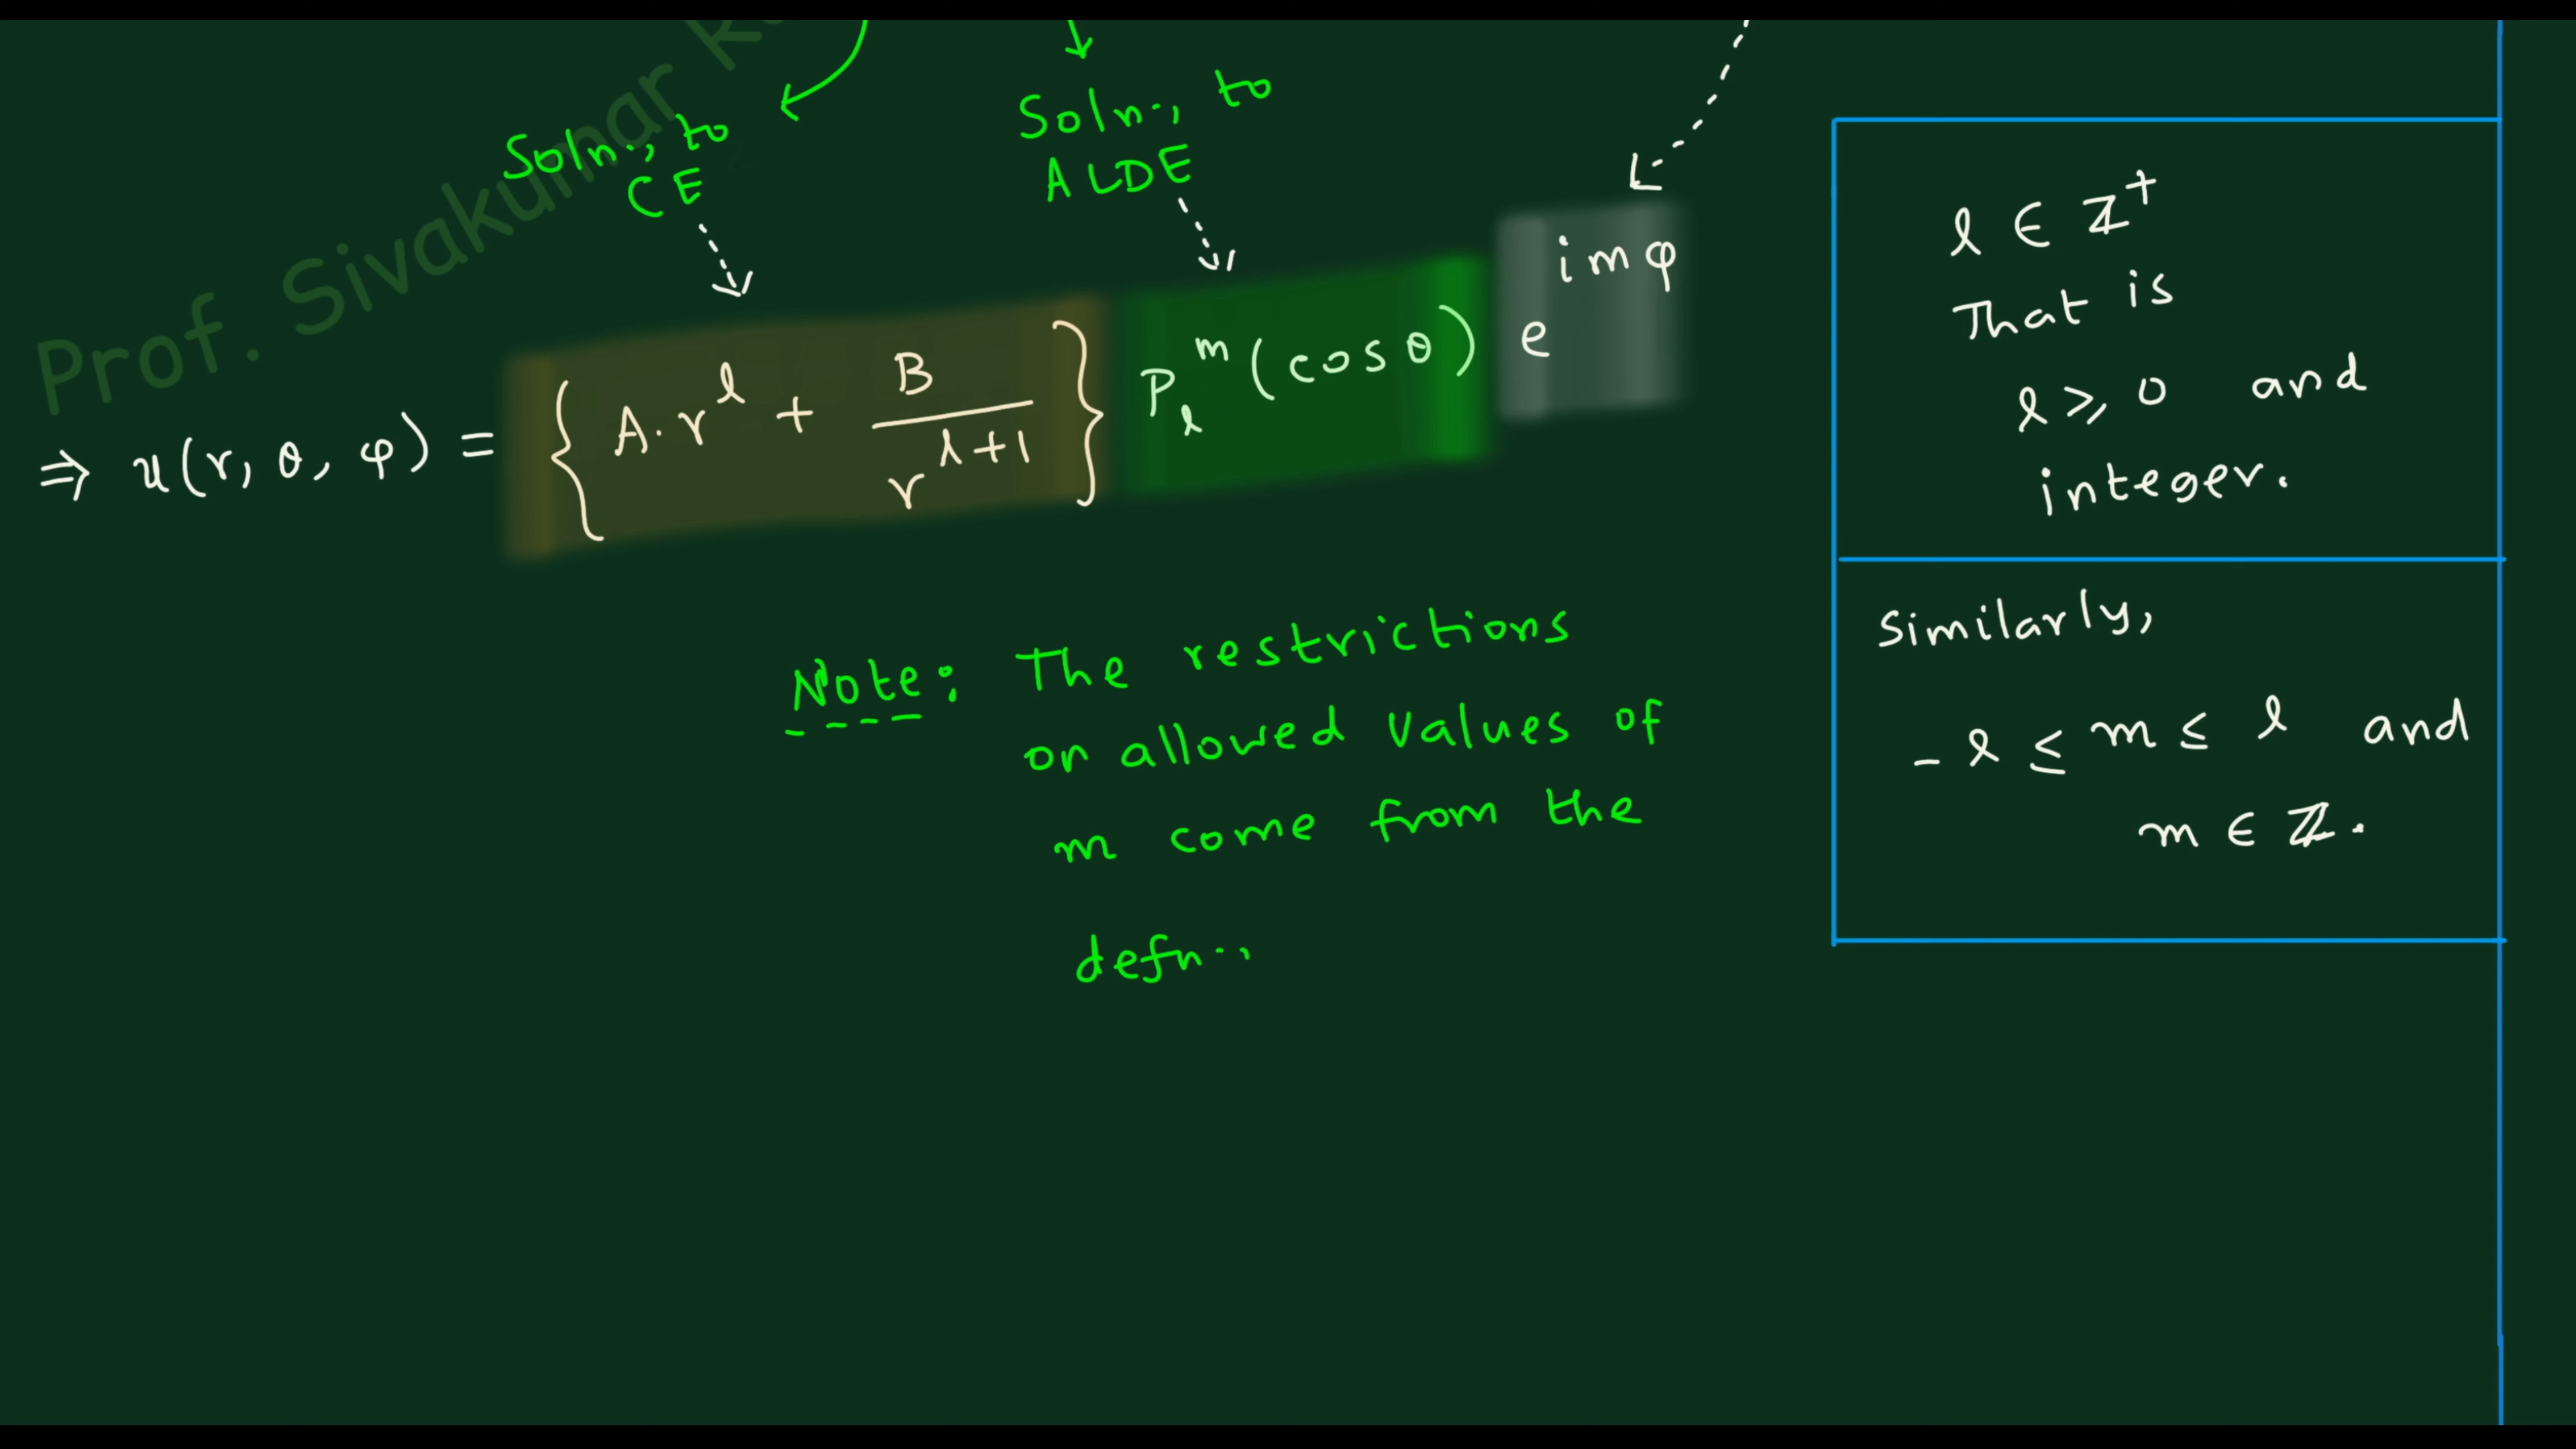 Prof. Sivakumar
Soln., to
CE
Soln., to
ALDE
⇒ u(r, θ, φ) = { A. r^l + B / r^{l+1} } P_l^m (cos θ) e^{imφ}
Note: The restrictions
on allowed values of
m come from the
defn.,
l ∈ ℤ⁺
That is
l ⩾ 0 and
integer.
Similarly,
- l ≤ m ≤ l and
m ∈ ℤ.